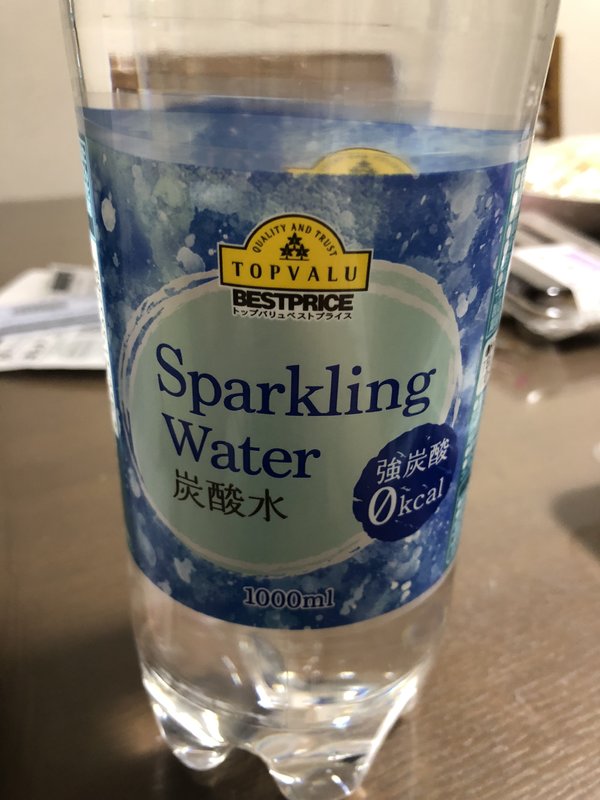 QUALITY AND TRUST
TOPVALU
BESTPRICE
トップバリュベストプライス
Sparkling
Water
炭酸水
強炭酸
0kcal
1000ml